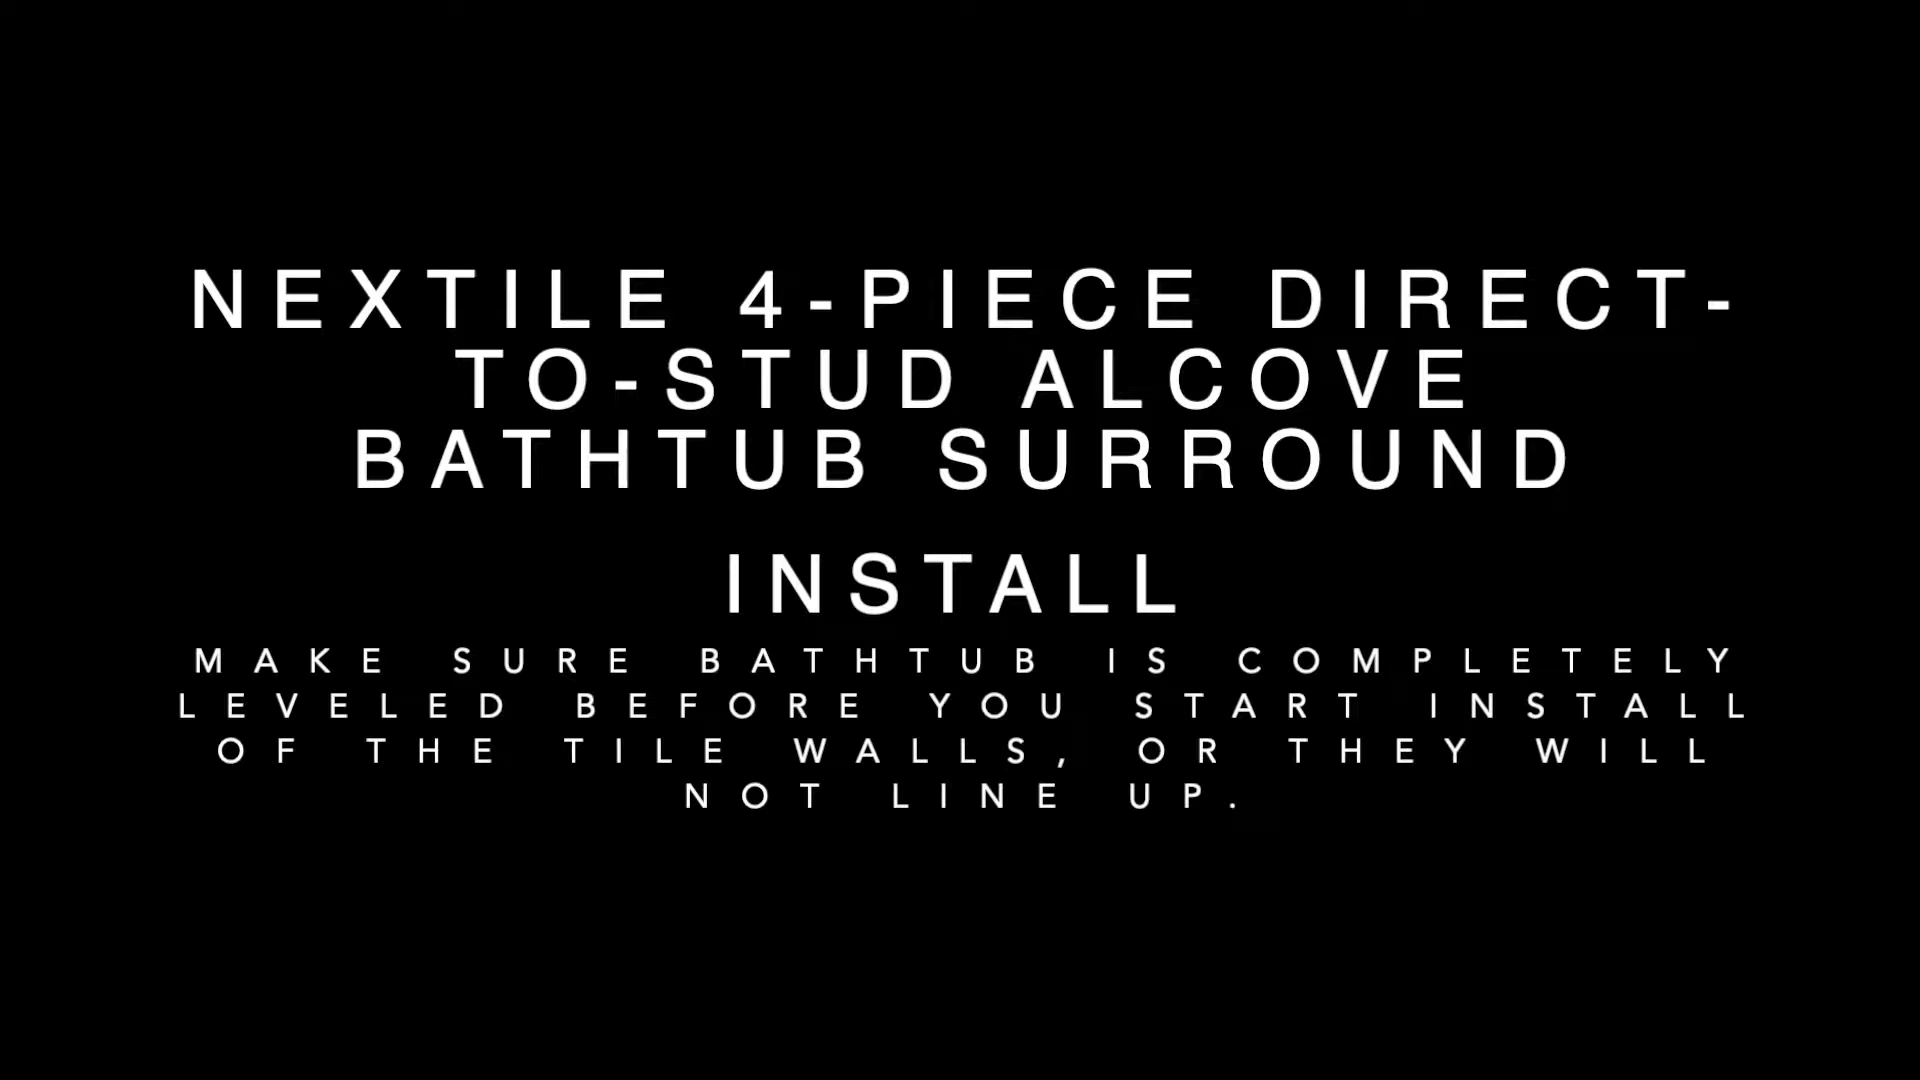 NEXTILE 4-PIECE DIRECT-
TO-STUD ALCOVE
BATHTUB SURROUND
INSTALL
MAKE SURE BATHTUB IS COMPLETELY
LEVELED BEFORE YOU START INSTALL
OF THE TILE WALLS, OR THEY WILL
NOT LINE UP.